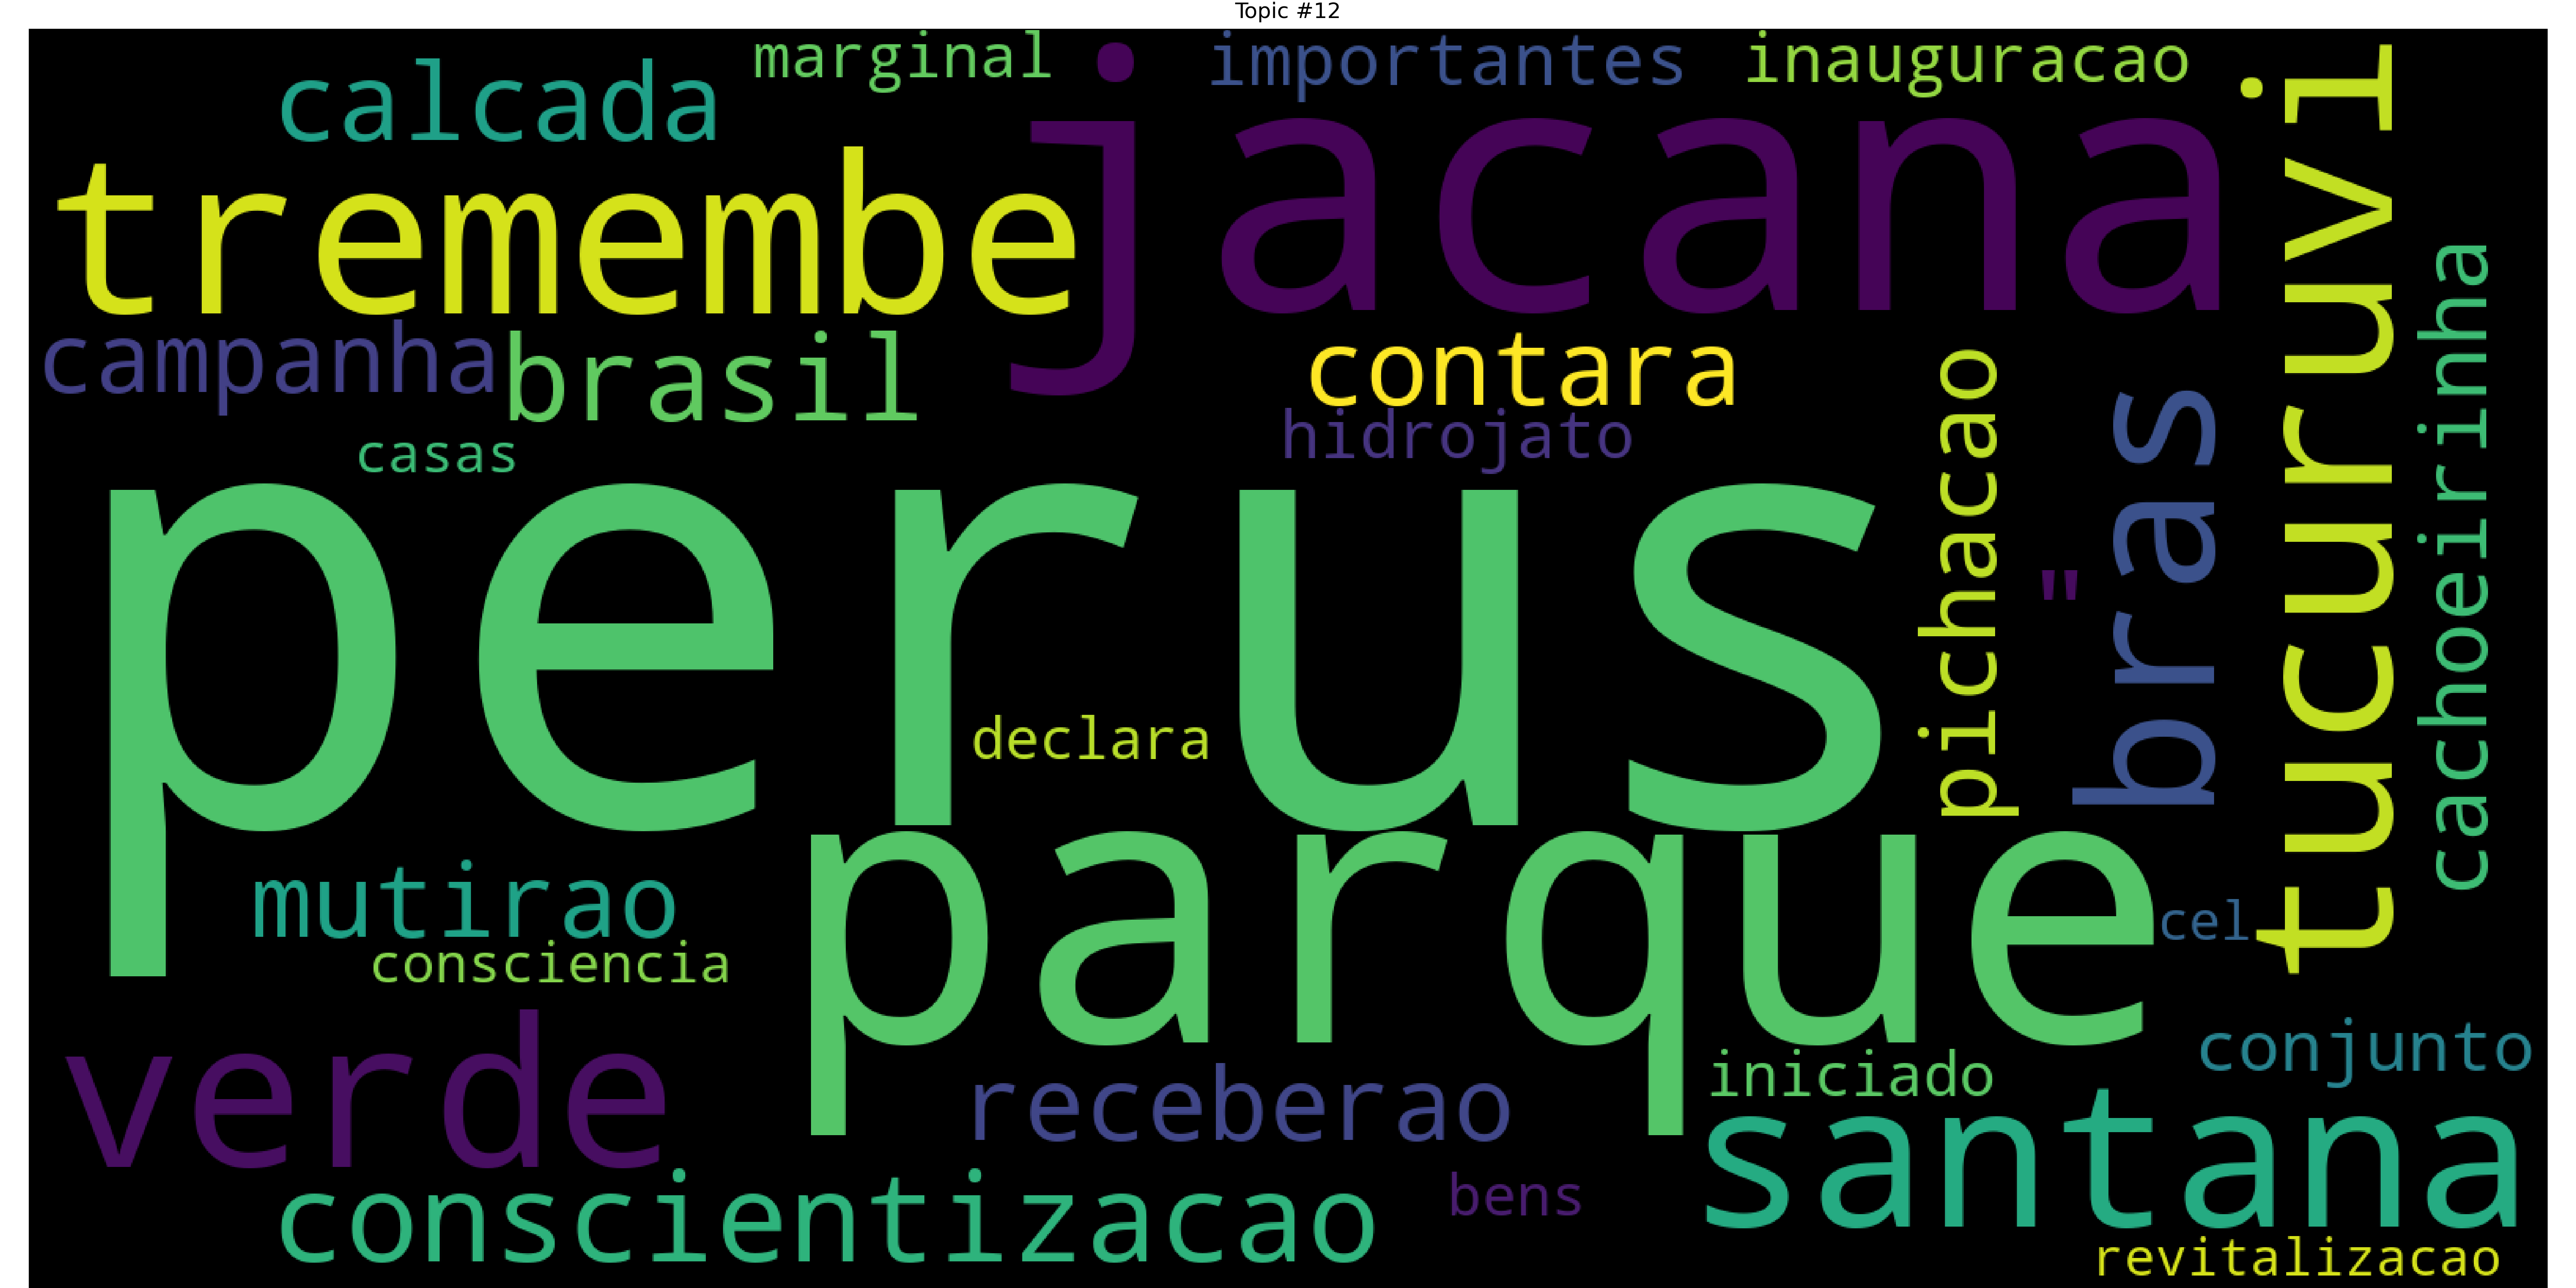 Topic #12
marginal
importantes
inauguracao
calcada
jacana
tremembe
tucuruvi
campanha
brasil
contara
cachoeirinha
casas
hidrojato
pichacao
bras
perus
"
declara
parque
mutirao
cel
consciencia
verde
receberao
iniciado
conjunto
santana
conscientizacao
bens
revitalizacao